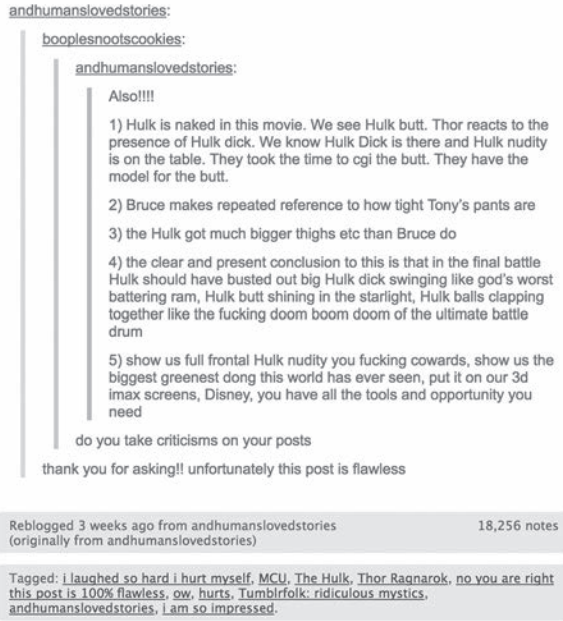 andhumanslovedstories:
booplesnootscookies:
andhumanslovedstories:
Also!!!!
1) Hulk is naked in this movie. We see Hulk butt. Thor reacts to the
presence of Hulk dick. We know Hulk Dick is there and Hulk nudity
is on the table. They took the time to cgi the butt. They have the
model for the butt.
2) Bruce makes repeated reference to how tight Tony's pants are
3) the Hulk got much bigger thighs etc than Bruce do
4) the clear and present conclusion to this is that in the final battle
Hulk should have busted out big Hulk dick swinging like god's worst
battering ram, Hulk butt shining in the starlight, Hulk balls clapping
together like the fucking doom boom doom of the ultimate battle
drum
5) show us full frontal Hulk nudity you fucking cowards, show us the
biggest greenest dong this world has ever seen, put it on our 3d
imax screens, Disney, you have all the tools and opportunity you
need
do you take criticisms on your posts
thank you for asking!! unfortunately this post is flawless
Reblogged 3 weeks ago from andhumanslovedstories 18,256 notes
(originally from andhumanslovedstories)
Tagged: i laughed so hard i hurt myself, MCU, The Hulk, Thor Ragnarok, no you are right
this post is 100% flawless, ow, hurts, Tumblrfolk: ridiculous mystics,
andhumanslovedstories, i am so impressed.